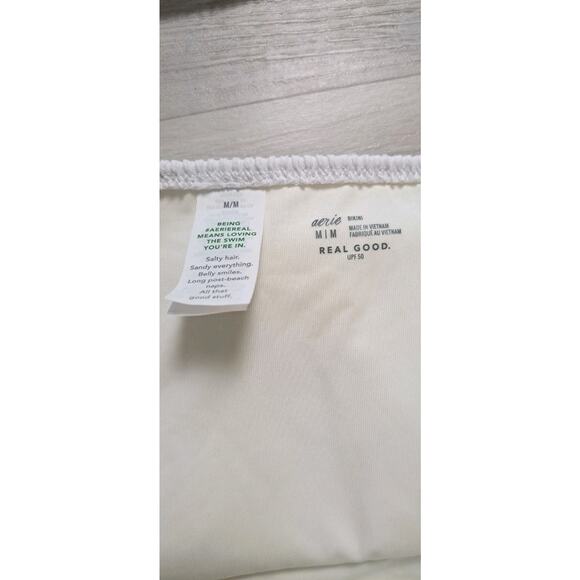 M/M
BEING
#AERIEREAL
MEANS LOVING
THE SWIM
YOU'RE IN.
Salty hair.
Sandy everything.
Belly smiles.
Long post-beach
naps.
All that
good stuff.
aerie BIKINI
M|M MADE IN VIETNAM
FABRIQUÉ AU VIETNAM
REAL GOOD.
UPF 50